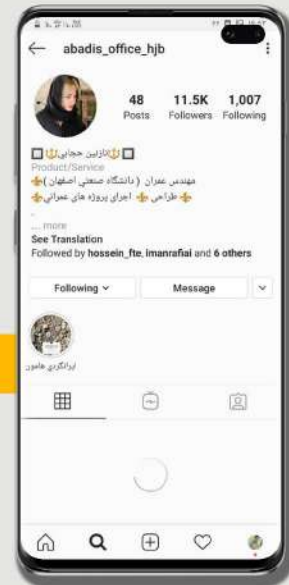 abadis_office_hjb
48 11.5K 1,007
Posts Followers Following
نازنین حجابی
Product/Service
مهندس عمران ( دانشگاه صنعتی اصفهان )
طراحی اجرای پروژه های عمرانی
.
... more
See Translation
Followed by hossein_fte, imanrafiai and 6 others
Following Message
ایرانگردی هامون